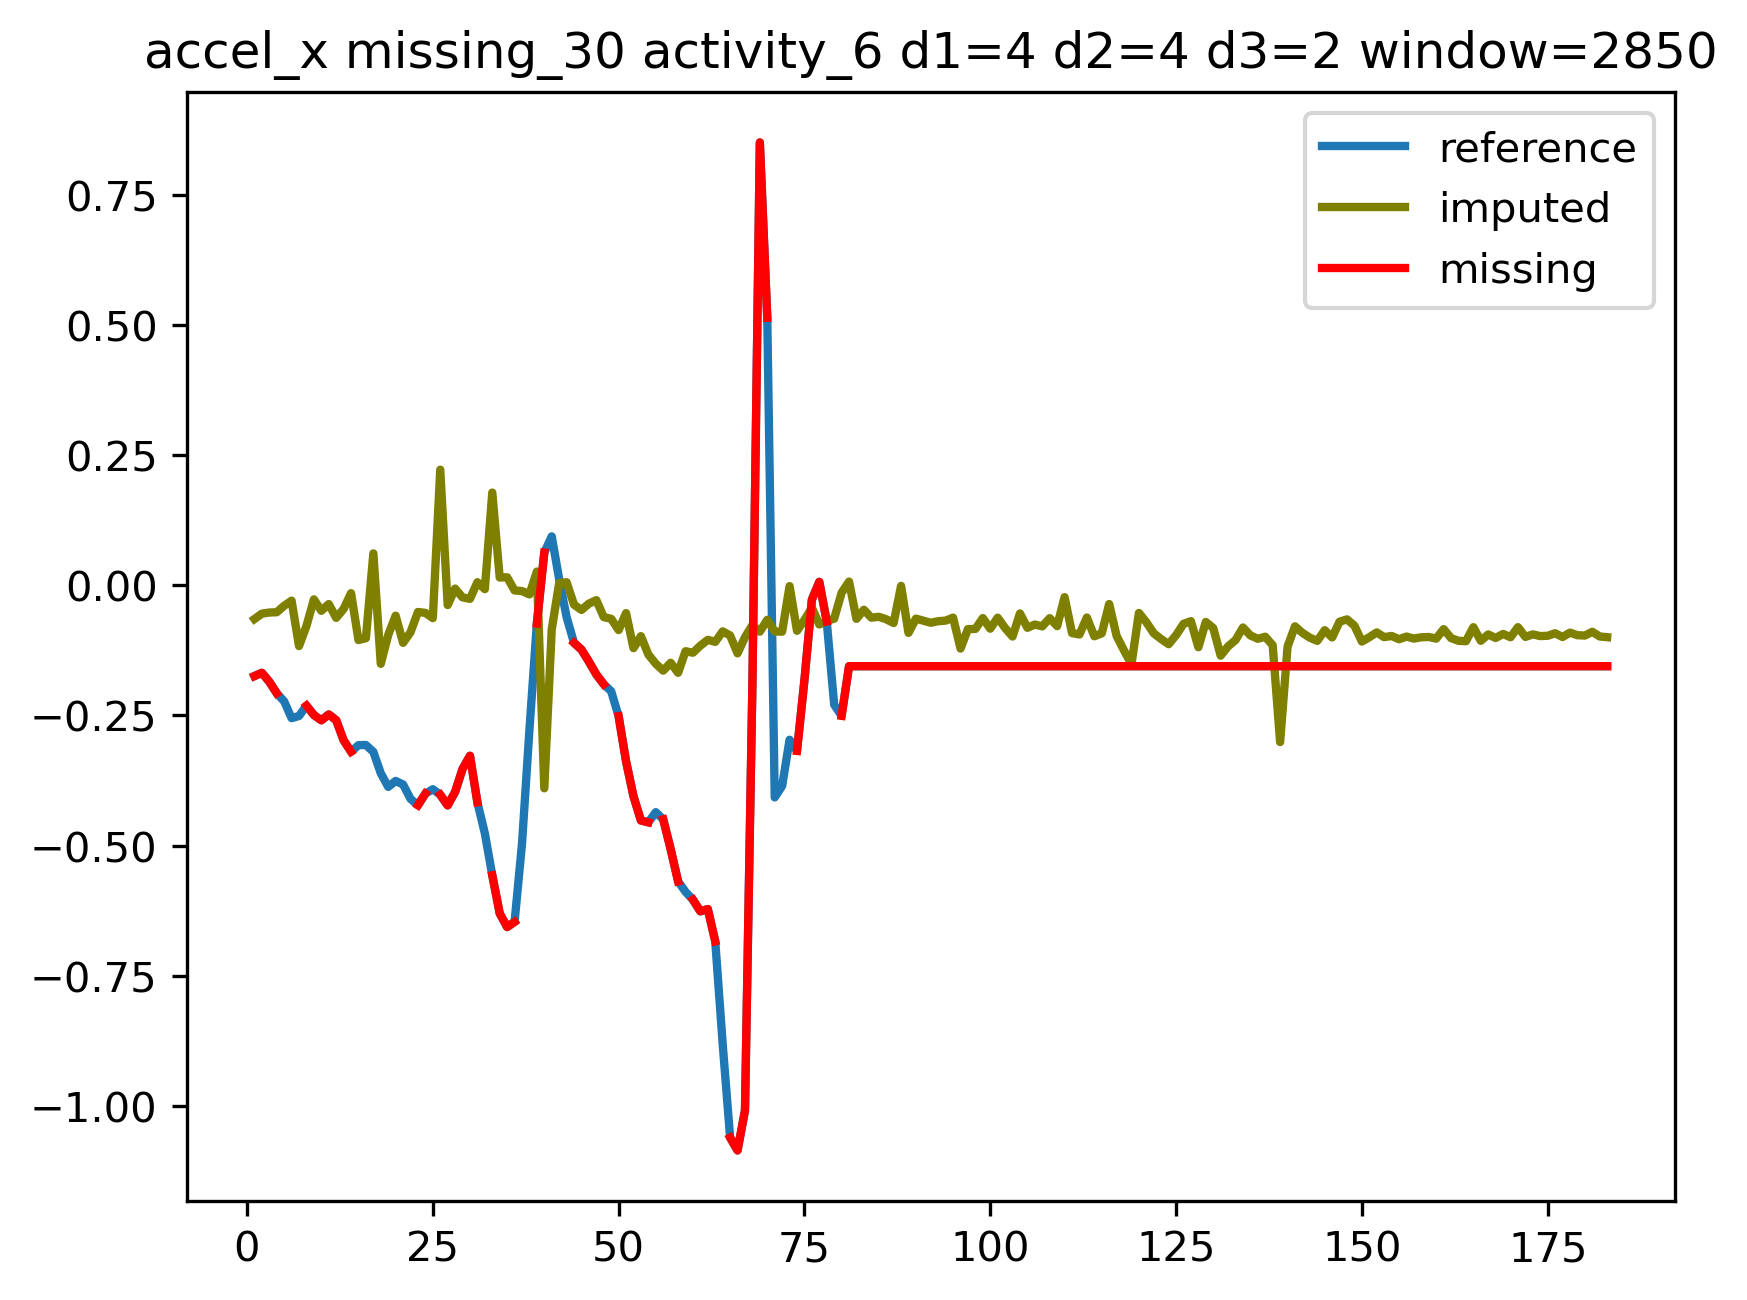 accel_x missing_30 activity_6 d1=4 d2=4 d3=2 window=2850
reference
imputed
missing
0.75
0.50
0.25
0.00
−0.25
−0.50
−0.75
−1.00
0 25 50 75 100 125 150 175